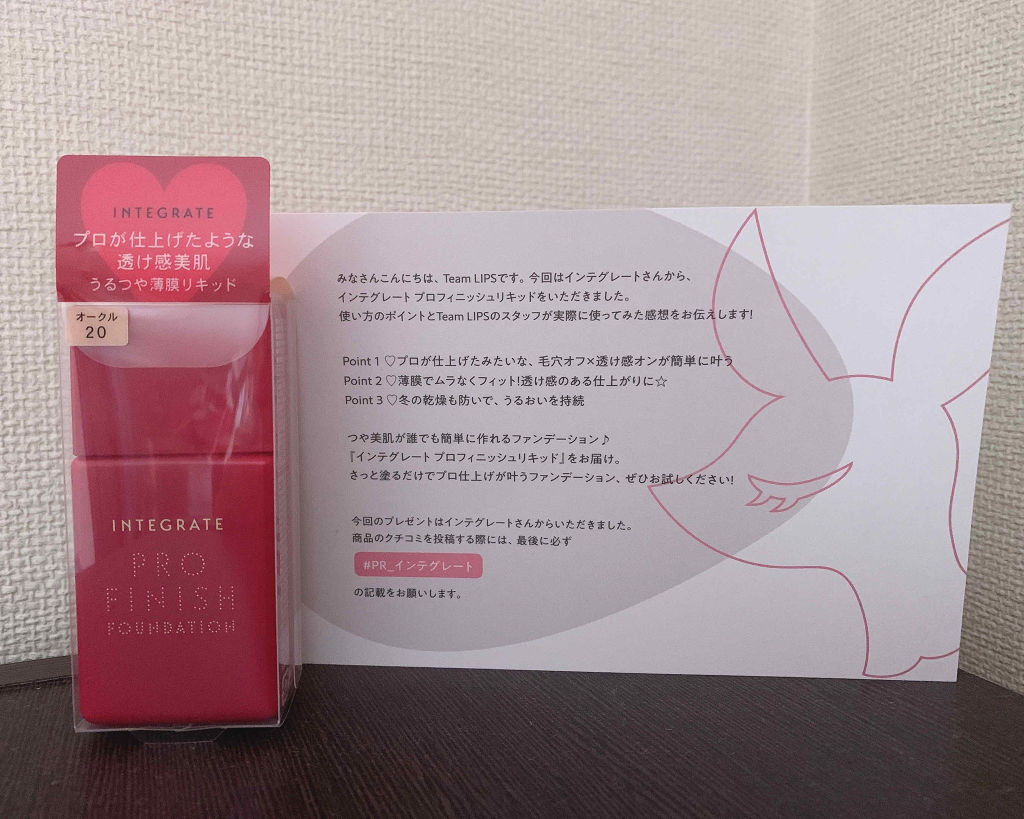 INTEGRATE
プロが仕上げたような
透け感美肌
うるつや薄膜リキッド
オークル
20
INTEGRATE
PRO
FINISH
FOUNDATION
みなさんこんにちは、Team LIPSです。今回はインテグレートさんから、
インテグレート プロフィニッシュリキッドをいただきました。
使い方のポイントとTeam LIPSのスタッフが実際に使ってみた感想をお伝えします!
Point 1 ♡プロが仕上げたみたいな、毛穴オフ×透け感オンが簡単に叶う
Point 2 ♡薄膜でムラなくフィット!透け感のある仕上がりに☆
Point 3 ♡冬の乾燥も防いで、うるおいを持続
つや美肌が誰でも簡単に作れるファンデーション♪
『インテグレート プロフィニッシュリキッド』をお届け。
さっと塗るだけでプロ仕上げが叶うファンデーション、ぜひお試しください!
今回のプレゼントはインテグレートさんからいただきました。
商品のクチコミを投稿する際には、最後に必ず
#PR_インテグレート
の記載をお願いします。